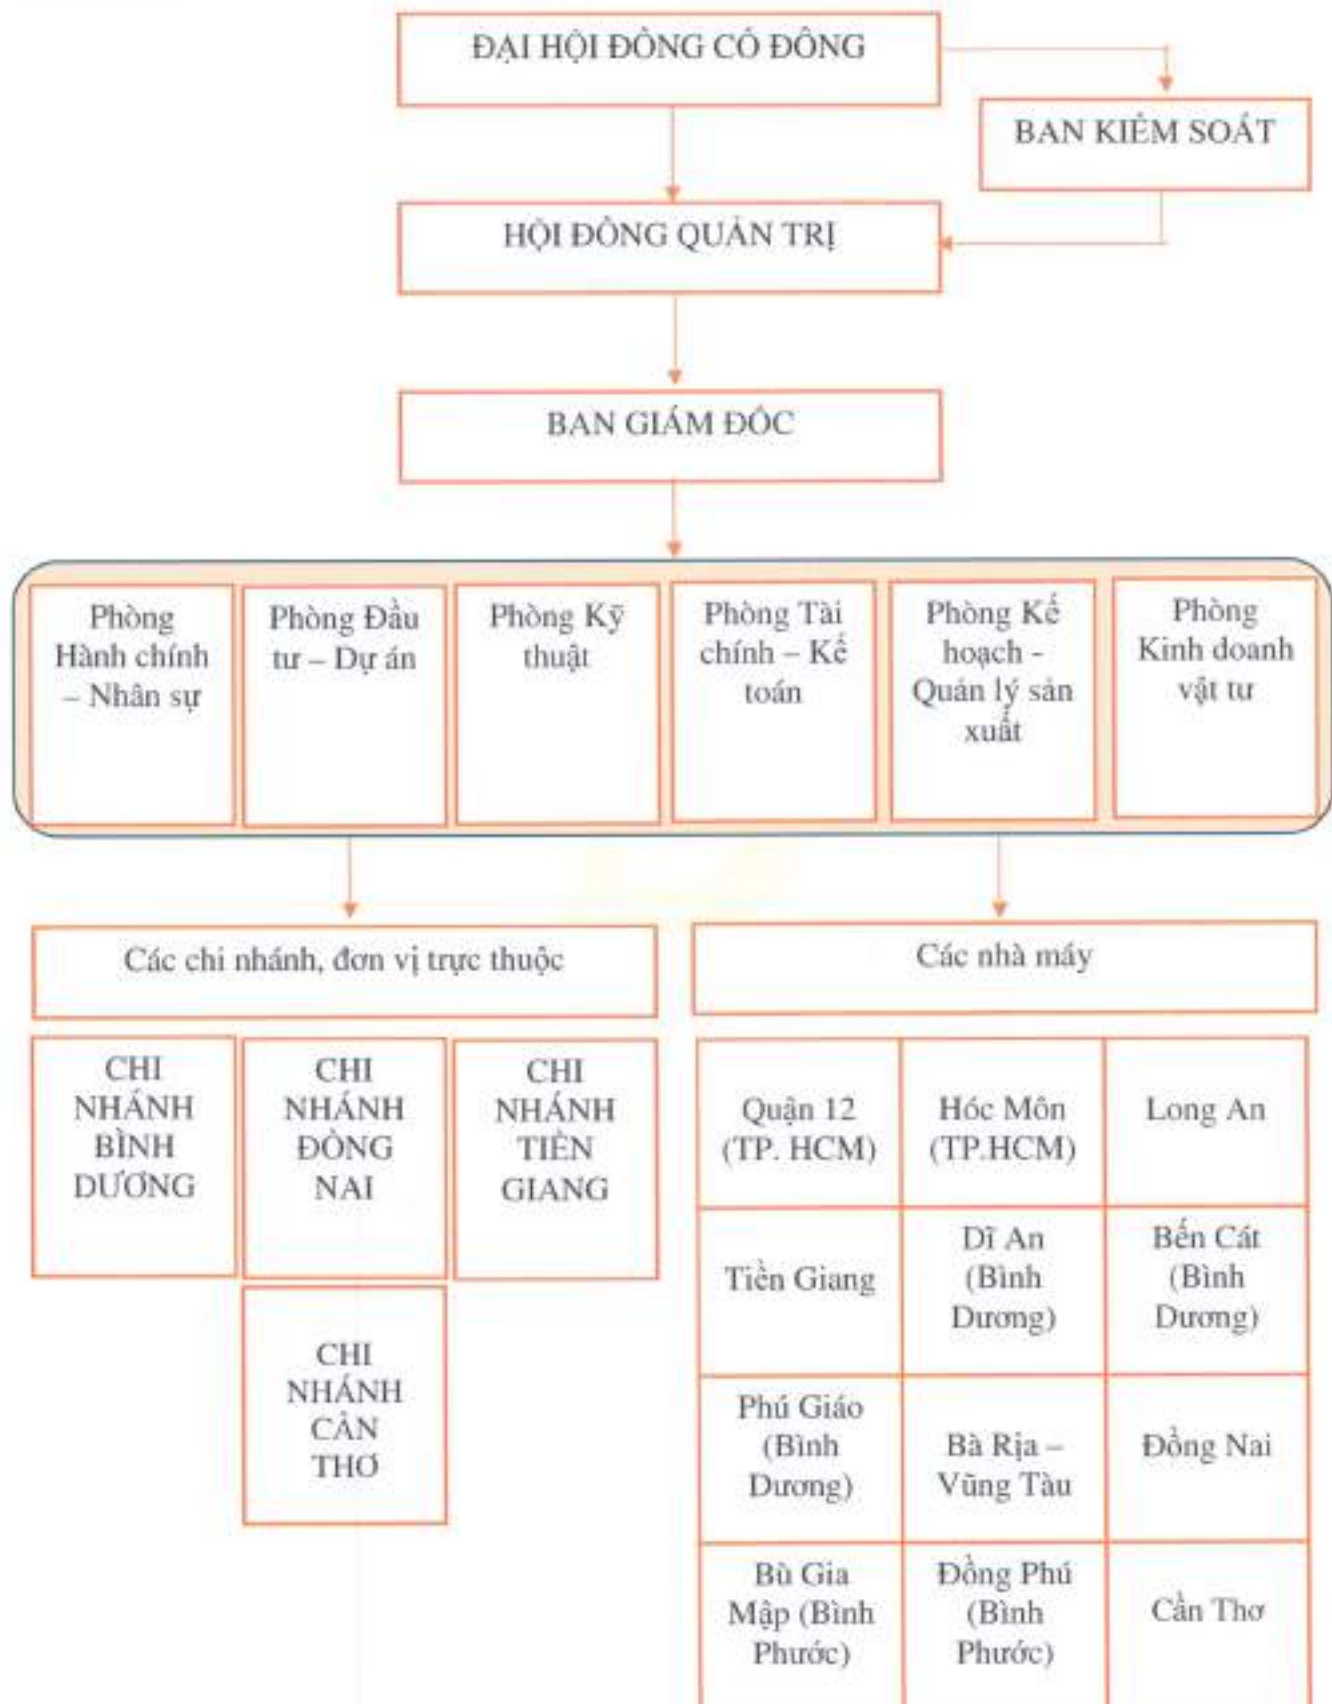 ĐẠI HỘI ĐỒNG CỔ ĐÔNG
BAN KIỂM SOÁT
HỘI ĐỒNG QUẢN TRỊ
BAN GIÁM ĐỐC
Phòng
Hành chính
– Nhân sự
Phòng Đầu
tư – Dự án
Phòng Kỹ
thuật
Phòng Tài
chính – Kế
toán
Phòng Kế
hoạch -
Quản lý sản
xuất
Phòng
Kinh doanh
vật tư
Các chi nhánh, đơn vị trực thuộc
CHI
NHÁNH
BÌNH
DƯƠNG
CHI
NHÁNH
ĐỒNG
NAI
CHI
NHÁNH
TIỀN
GIANG
CHI
NHÁNH
CẦN
THƠ
Các nhà máy
Quận 12
(TP. HCM)
Hóc Môn
(TP.HCM)
Long An
Tiền Giang
Dĩ An
(Bình
Dương)
Bến Cát
(Bình
Dương)
Phú Giáo
(Bình
Dương)
Bà Rịa –
Vũng Tàu
Đồng Nai
Bù Gia
Mập (Bình
Phước)
Đồng Phú
(Bình
Phước)
Cần Thơ